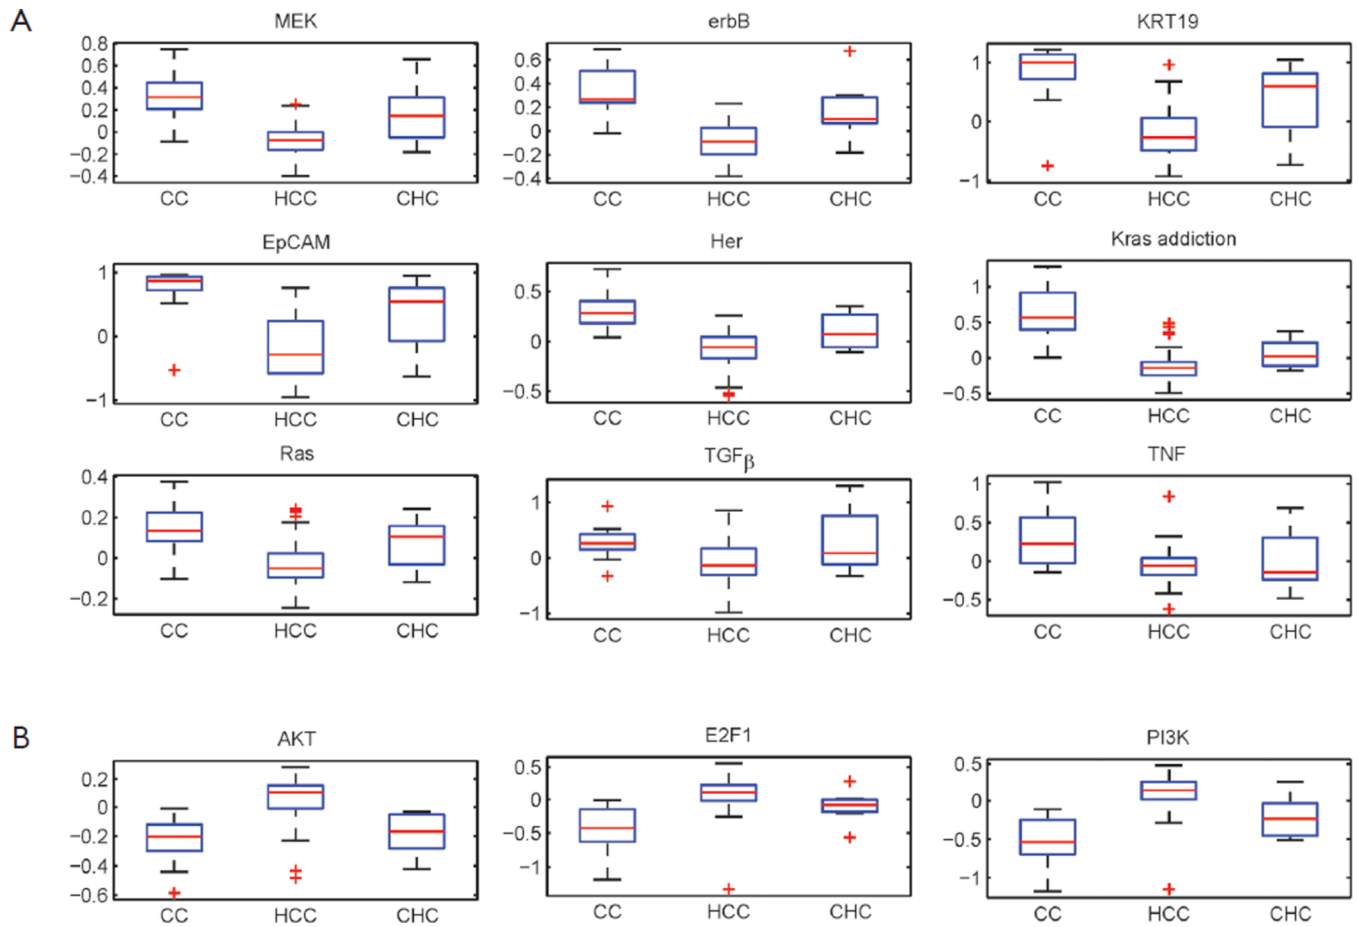 A
MEK
erbB
KRT19
0.8
0.6
0.4
0.2
0
−0.2
−0.4
CC HCC CHC
0.6
0.4
0.2
0
−0.2
−0.4
CC HCC CHC
1
0
−1
CC HCC CHC
EpCAM
Her
Kras addiction
1
0
−1
CC HCC CHC
0.5
0
−0.5
CC HCC CHC
1
0.5
0
−0.5
CC HCC CHC
Ras
TGFβ
TNF
0.4
0.2
0
−0.2
CC HCC CHC
1
0
−1
CC HCC CHC
1
0.5
0
−0.5
CC HCC CHC
B
AKT
E2F1
PI3K
0.2
0
−0.2
−0.4
−0.6
CC HCC CHC
0.5
0
−0.5
−1
CC HCC CHC
0.5
0
−0.5
−1
CC HCC CHC